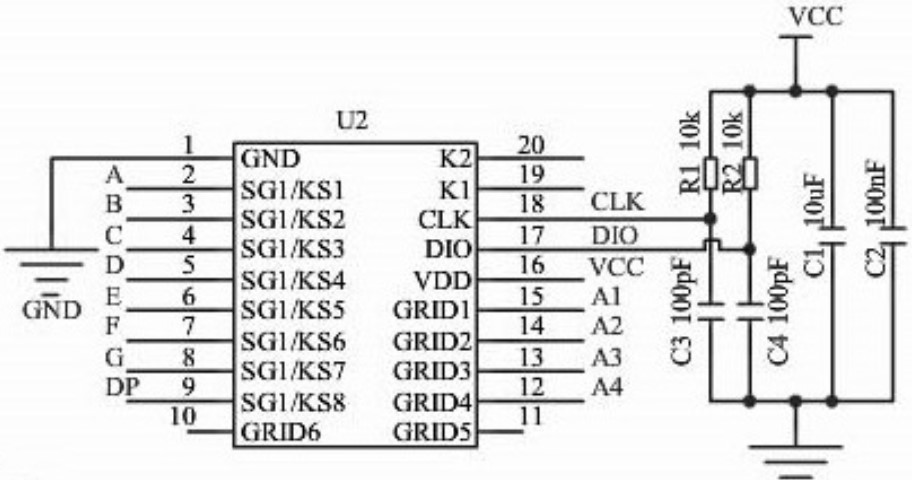 VCC
U2
1 GND K2 20
A 2 SG1/KS1 K1 19
B 3 SG1/KS2 CLK 18 CLK
C 4 SG1/KS3 DIO 17 DIO
D 5 SG1/KS4 VDD 16 VCC
E 6 SG1/KS5 GRID1 15 A1
F 7 SG1/KS6 GRID2 14 A2
G 8 SG1/KS7 GRID3 13 A3
DP 9 SG1/KS8 GRID4 12 A4
10 GRID6 GRID5 11
GND
R1 10k
R2 10k
C1 10uF
C2 100nF
C3 100pF
C4 100pF